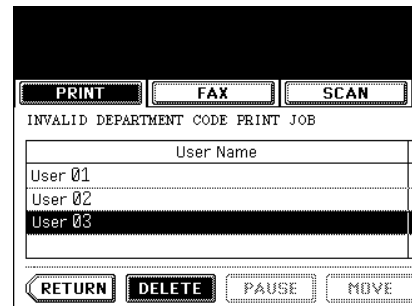 PRINT FAX SCAN
INVALID DEPARTMENT CODE PRINT JOB
User Name
User 01
User 02
User 03
RETURN DELETE PAUSE MOVE